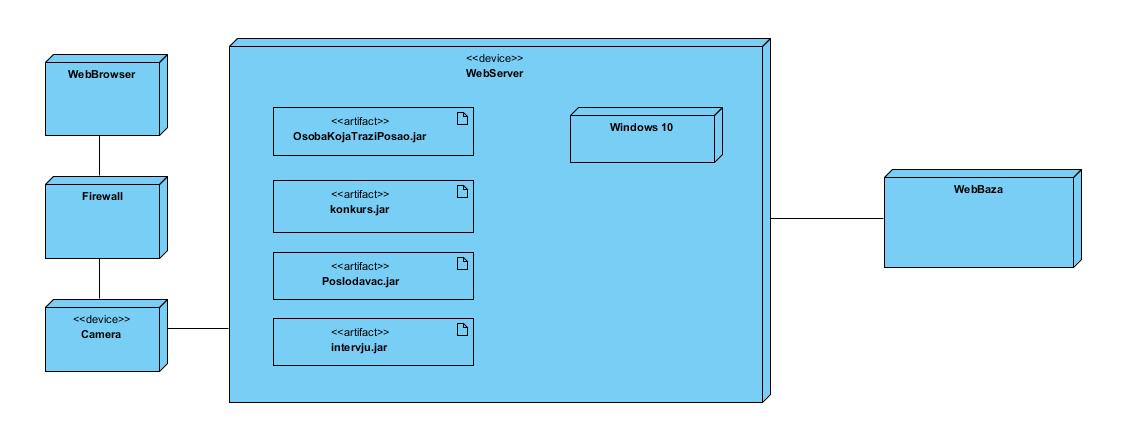 WebBrowser
Firewall
<<device>>
Camera
<<device>>
WebServer
<<artifact>>
OsobaKojaTraziPosao.jar
<<artifact>>
konkurs.jar
<<artifact>>
Poslodavac.jar
<<artifact>>
intervju.jar
Windows 10
WebBaza